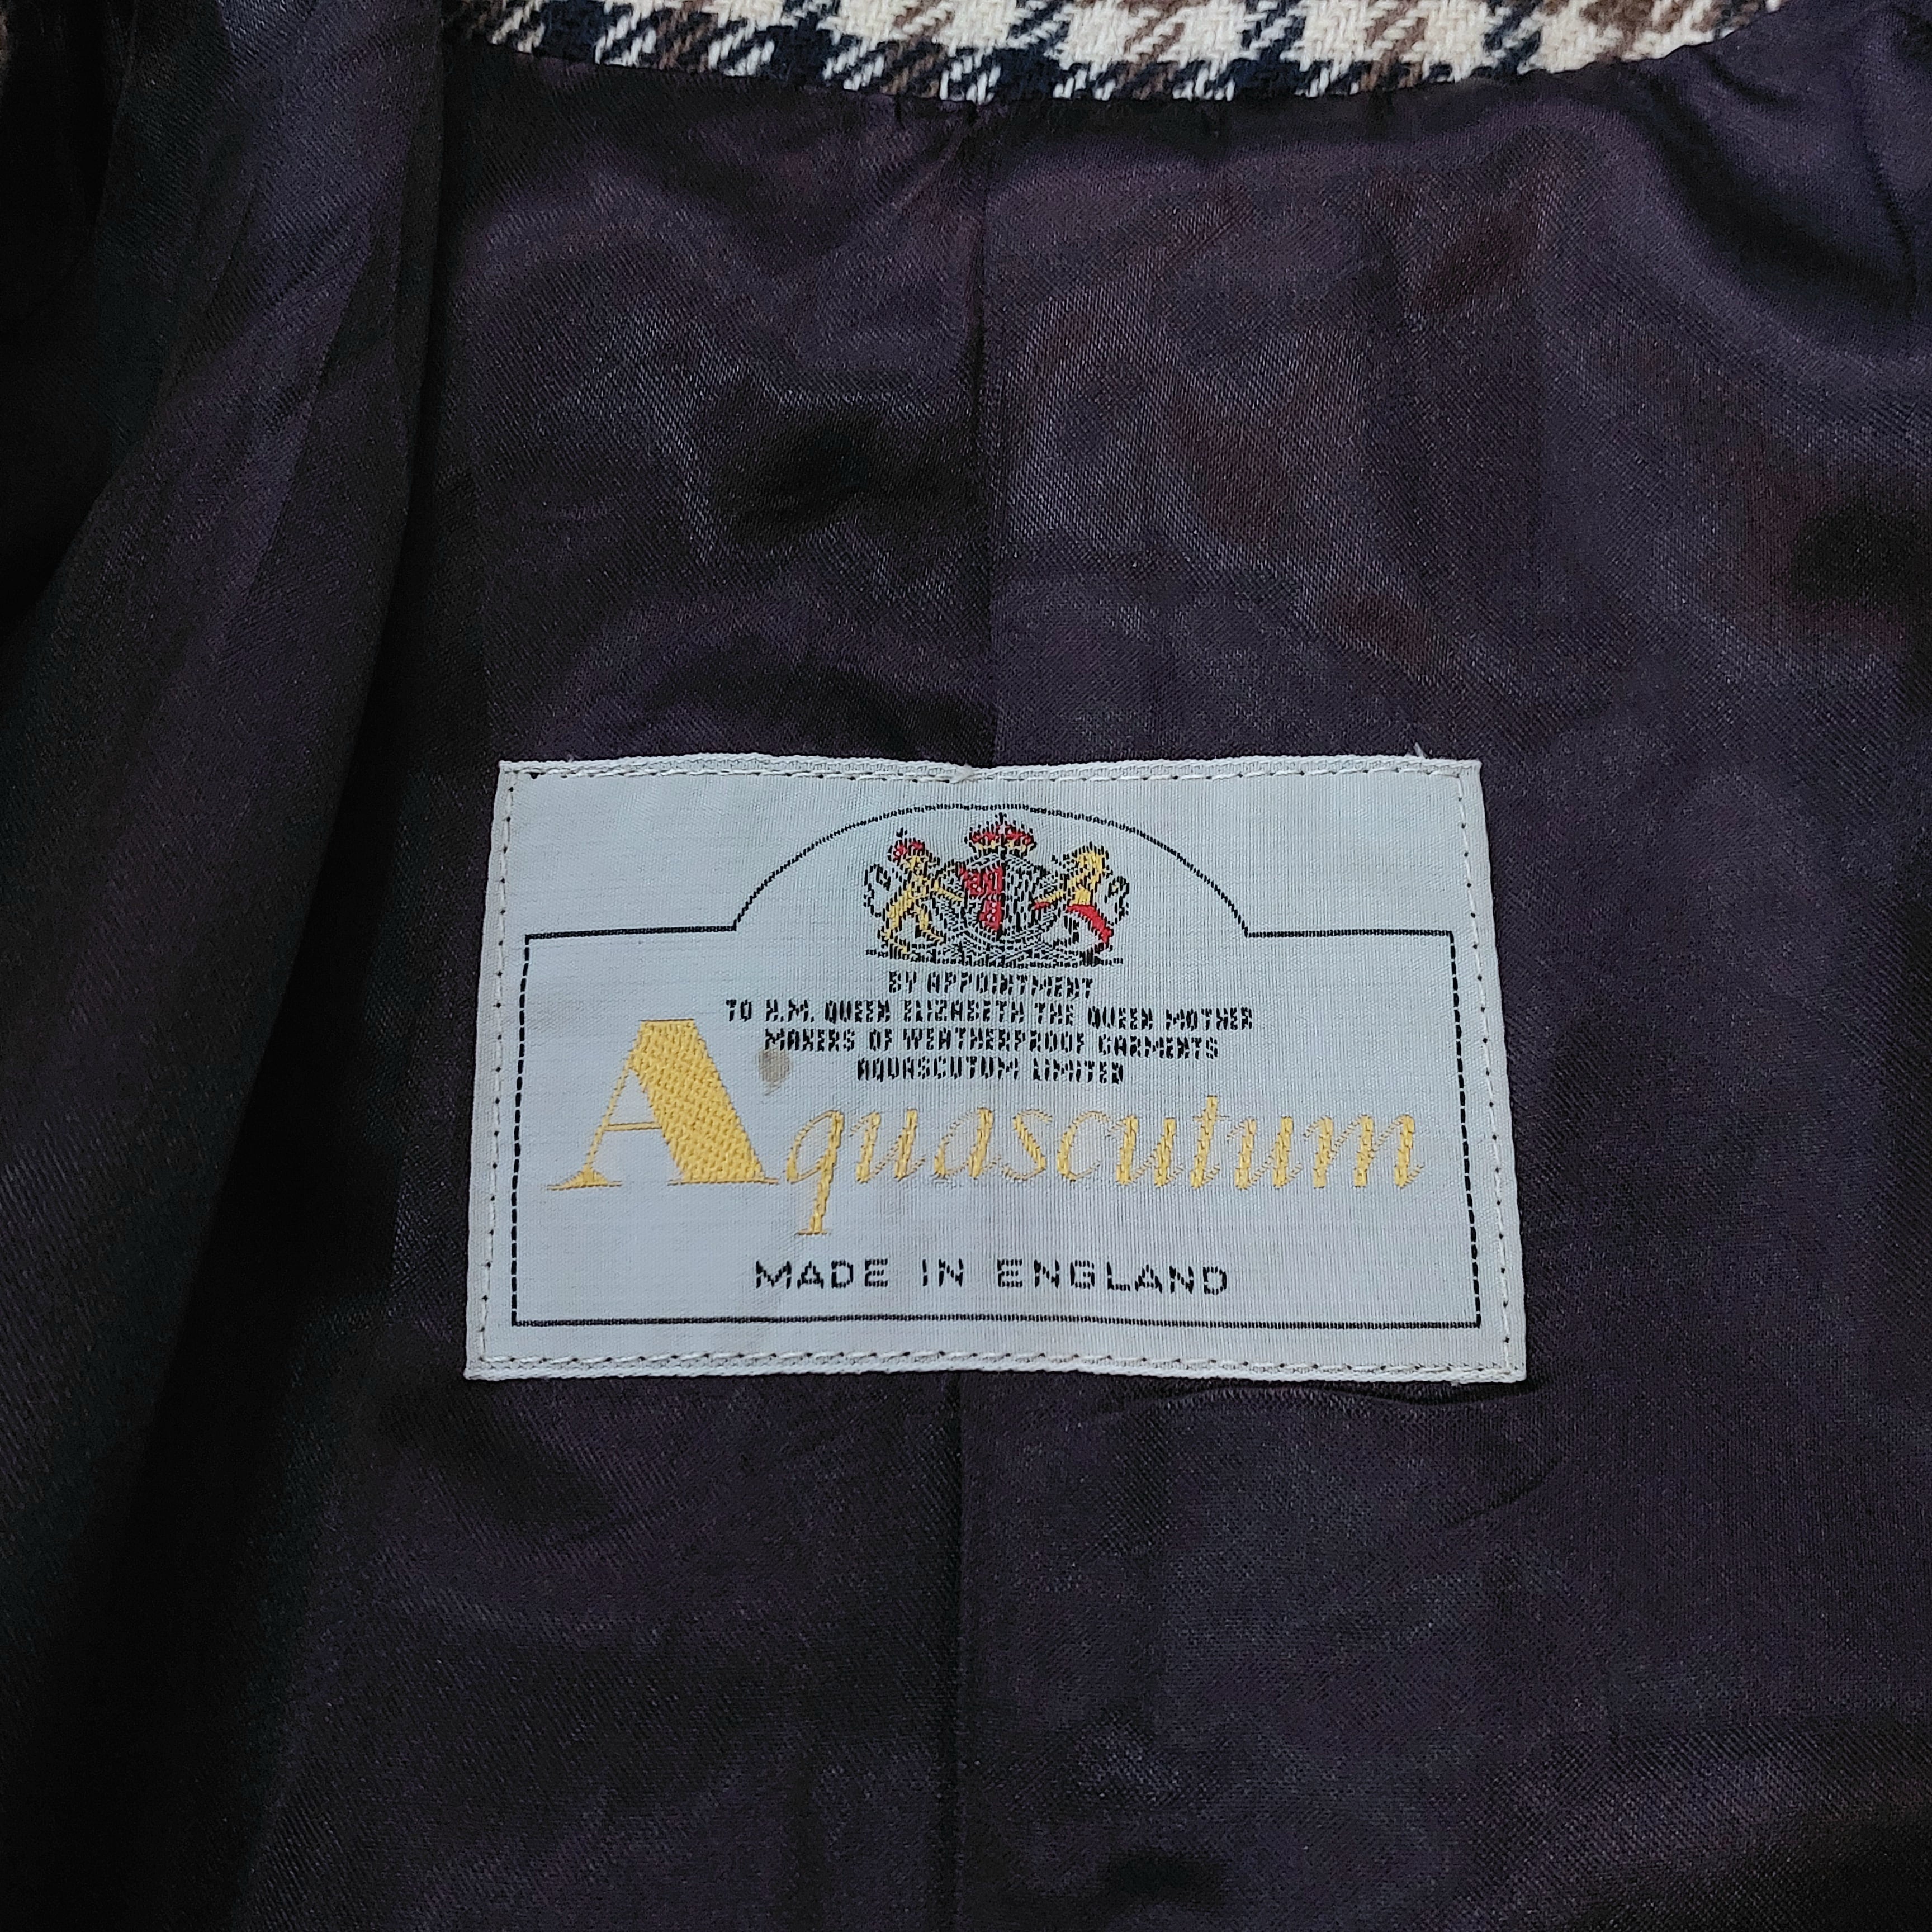 BY APPOINTMENT
TO H.M. QUEEN ELIZABETH THE QUEEN MOTHER
MAKERS OF WEATHERPROOF GARMENTS
AQUASCUTUM LIMITED
Aquascutum
MADE IN ENGLAND